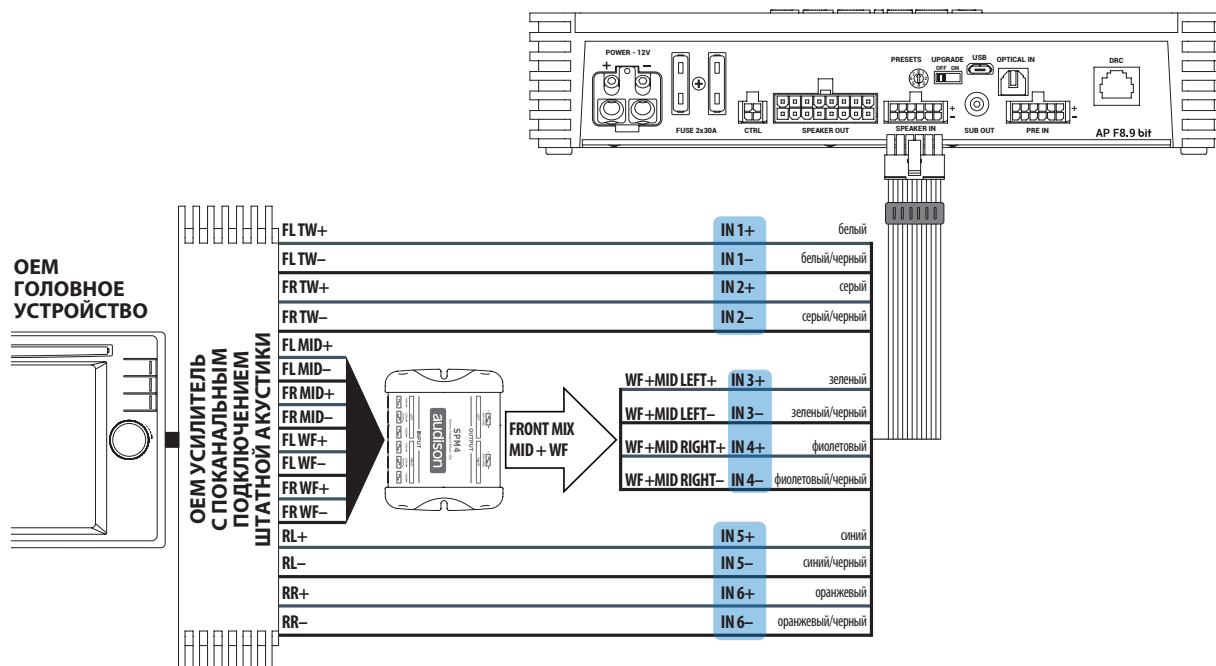 POWER - 12V
+ −
FUSE 2x30A
CTRL
SPEAKER OUT
PRESETS
UPGRADE
OFF ON
USB
OPTICAL IN
DRC
SPEAKER IN
+
−
SUB OUT
PRE IN
+
−
AP F8.9 bit
OEM
ГОЛОВНОЕ
УСТРОЙСТВО
OEM УСИЛИТЕЛЬ
С ПОКАНАЛЬНЫМ
ПОДКЛЮЧЕНИЕМ
ШТАТНОЙ АКУСТИКИ
FL TW+ IN 1+ белый
FL TW− IN 1− белый/черный
FR TW+ IN 2+ серый
FR TW− IN 2− серый/черный
FL MID+
FL MID−
FR MID+
FR MID−
FL WF+
FL WF−
FR WF+
FR WF−
audison
SPM4
INPUT
OUTPUT
FRONT MIX
MID + WF
WF+MID LEFT+ IN 3+ зеленый
WF+MID LEFT− IN 3− зеленый/черный
WF+MID RIGHT+ IN 4+ фиолетовый
WF+MID RIGHT− IN 4− фиолетовый/черный
RL+ IN 5+ синий
RL− IN 5− синий/черный
RR+ IN 6+ оранжевый
RR− IN 6− оранжевый/черный